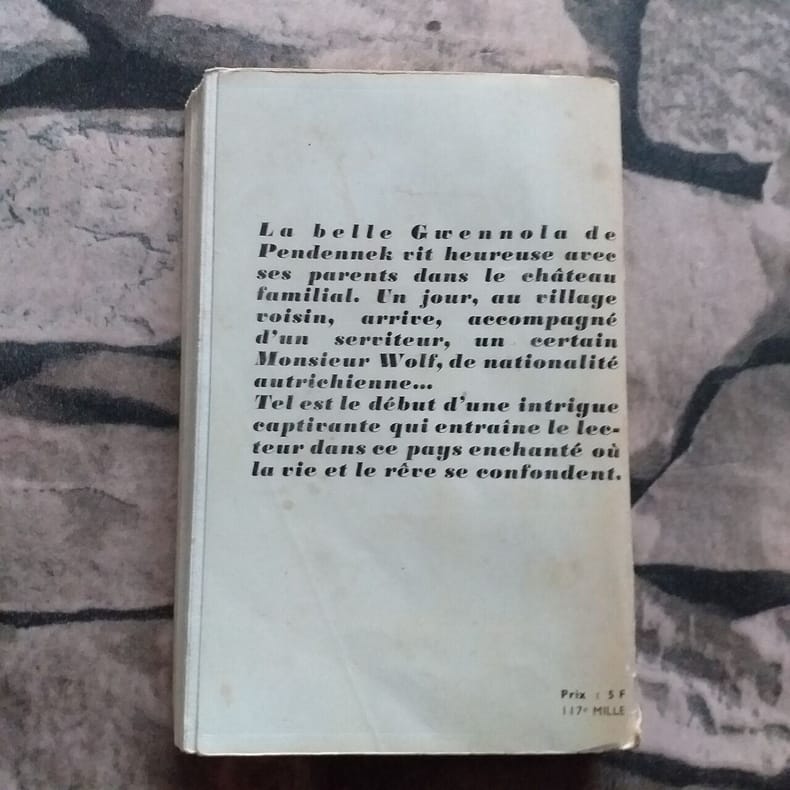 La belle Gwennola de
Pendennek vit heureuse avec
ses parents dans le château
familial. Un jour, au village
voisin, arrive, accompagné
d'un serviteur, un certain
Monsieur Wolf, de nationalité
autrichienne...
Tel est le début d'une intrigue
captivante qui entraine le lec-
teur dans ce pays enchanté où
la vie et le rêve se confondent.
Prix : 5 F
117e MILLE